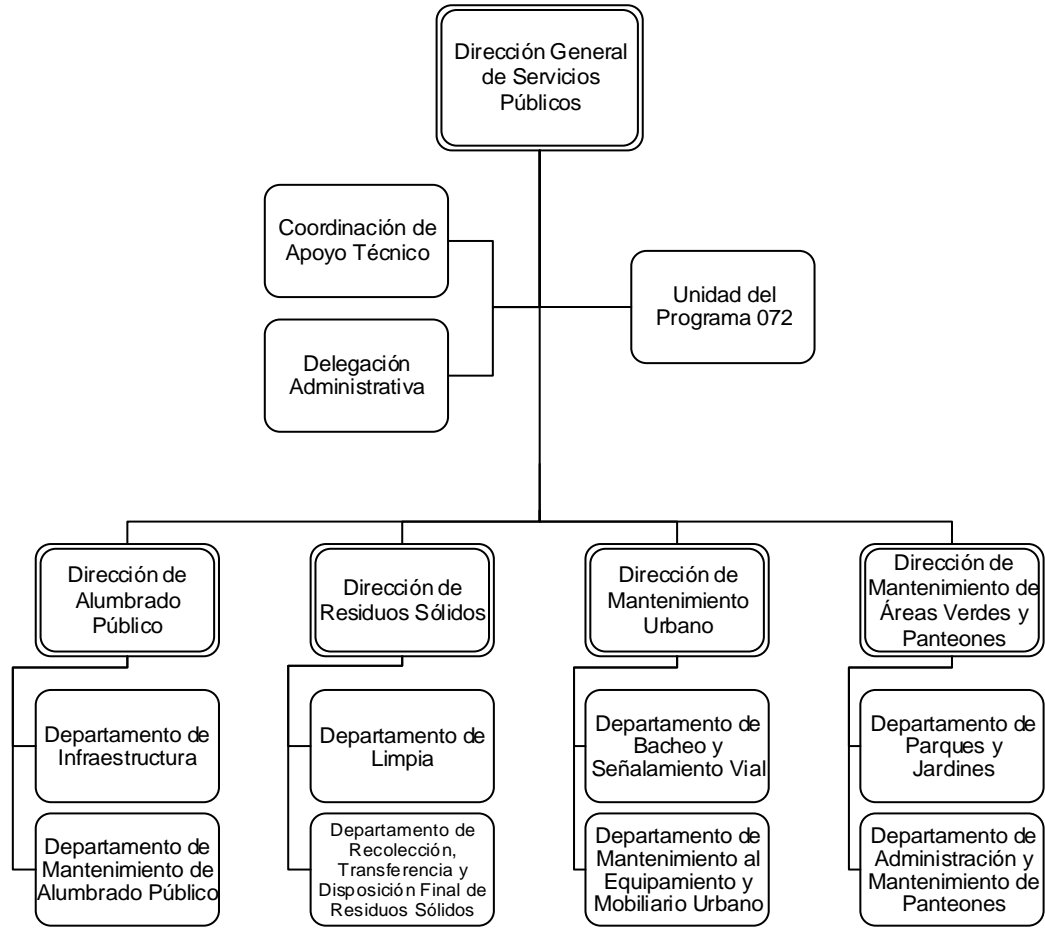 Dirección General
de Servicios
Públicos
Coordinación de
Apoyo Técnico
Unidad del
Programa 072
Delegación
Administrativa
Dirección de
Alumbrado
Público
Dirección de
Residuos Sólidos
Dirección de
Mantenimiento
Urbano
Dirección de
Mantenimiento de
Áreas Verdes y
Panteones
Departamento de
Infraestructura
Departamento de
Limpia
Departamento de
Bacheo y
Señalamiento Vial
Departamento de
Parques y
Jardines
Departamento de
Mantenimiento de
Alumbrado Público
Departamento de
Recolección,
Transferencia y
Disposición Final de
Residuos Sólidos
Departamento de
Mantenimiento al
Equipamiento y
Mobiliario Urbano
Departamento de
Administración y
Mantenimiento de
Panteones